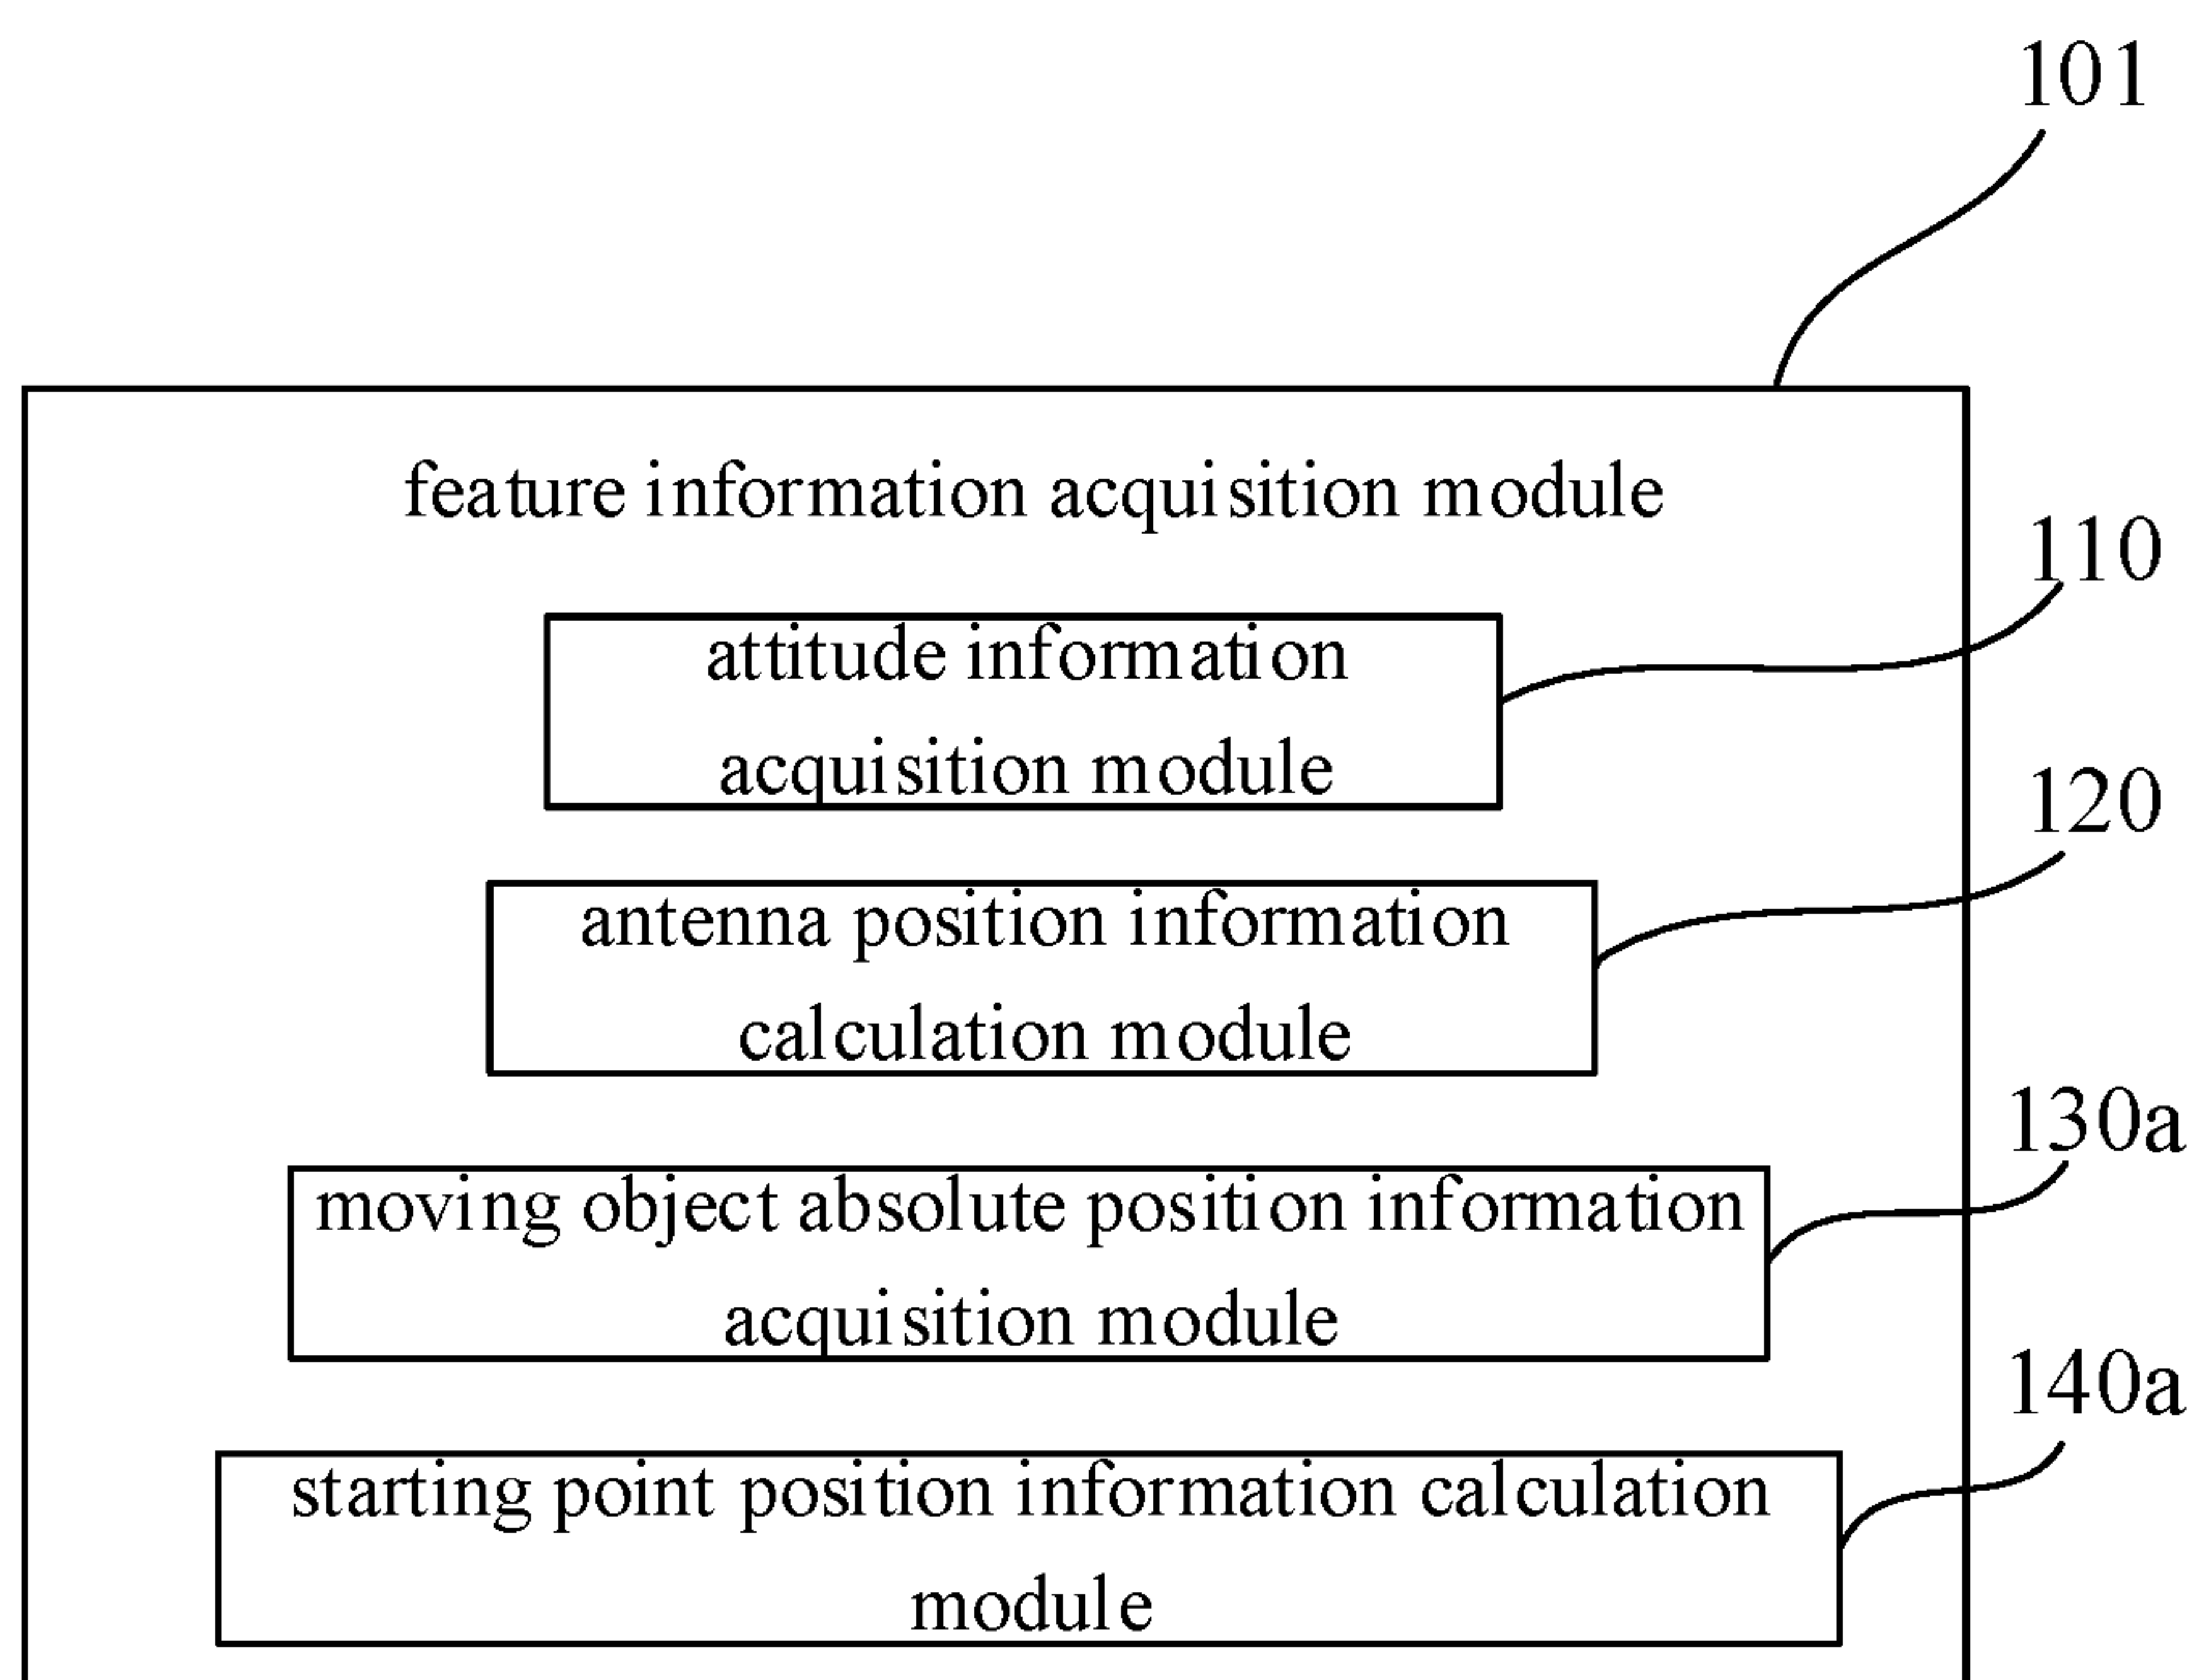 101
feature information acquisition module
110
attitude information
acquisition module
120
antenna position information
calculation module
130a
moving object absolute position information
acquisition module
140a
starting point position information calculation
module